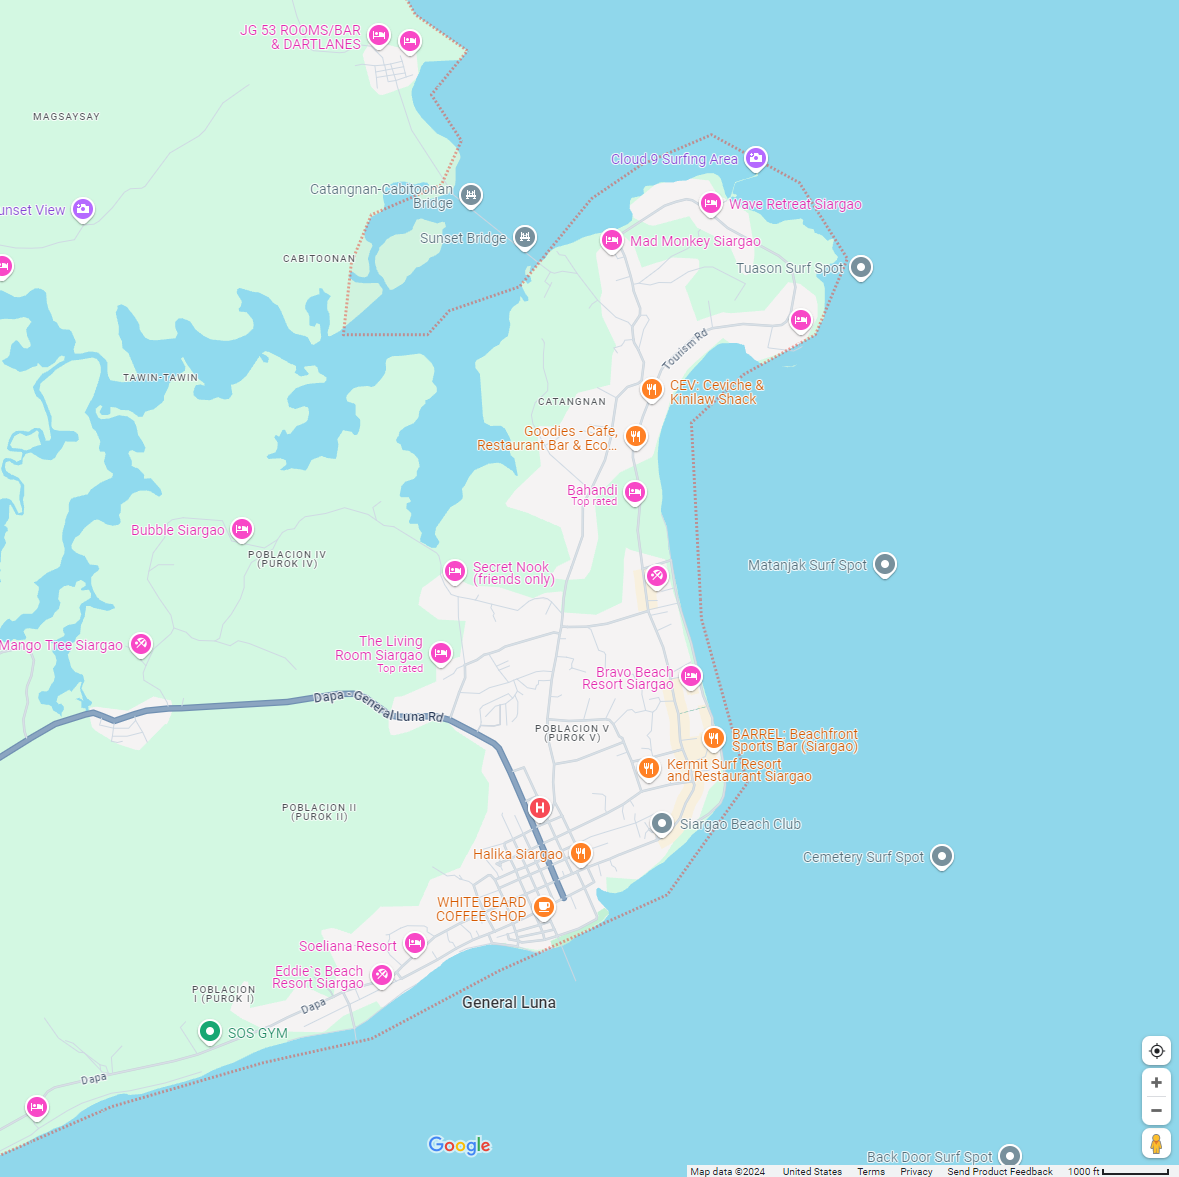 JG 53 ROOMS/BAR
& DARTLANES
MAGSAYSAY
Cloud 9 Surfing Area
Catangnan-Cabitoonan
Bridge
unset View
Wave Retreat Siargao
Sunset Bridge
Mad Monkey Siargao
CABITOONAN
Tuason Surf Spot
Tourism Rd
TAWIN-TAWIN
CEV: Ceviche &
Kinilaw Shack
CATANGNAN
Goodies - Cafe,
Restaurant Bar & Eco...
Bahandi
Top rated
Bubble Siargao
POBLACION IV
(PUROK IV)
Secret Nook
(friends only)
Matanjak Surf Spot
Mango Tree Siargao
The Living
Room Siargao
Top rated
Bravo Beach
Resort Siargao
Dapa - General Luna Rd
POBLACION V
(PUROK V)
BARREL: Beachfront
Sports Bar (Siargao)
Kermit Surf Resort
and Restaurant Siargao
POBLACION II
(PUROK II)
H
Siargao Beach Club
Halika Siargao
Cemetery Surf Spot
WHITE BEARD
COFFEE SHOP
Soeliana Resort
Eddie`s Beach
Resort Siargao
POBLACION
I (PUROK I)
Dapa
General Luna
SOS GYM
Dapa
Google
Back Door Surf Spot
Map data ©2024 United States Terms Privacy Send Product Feedback 1000 ft